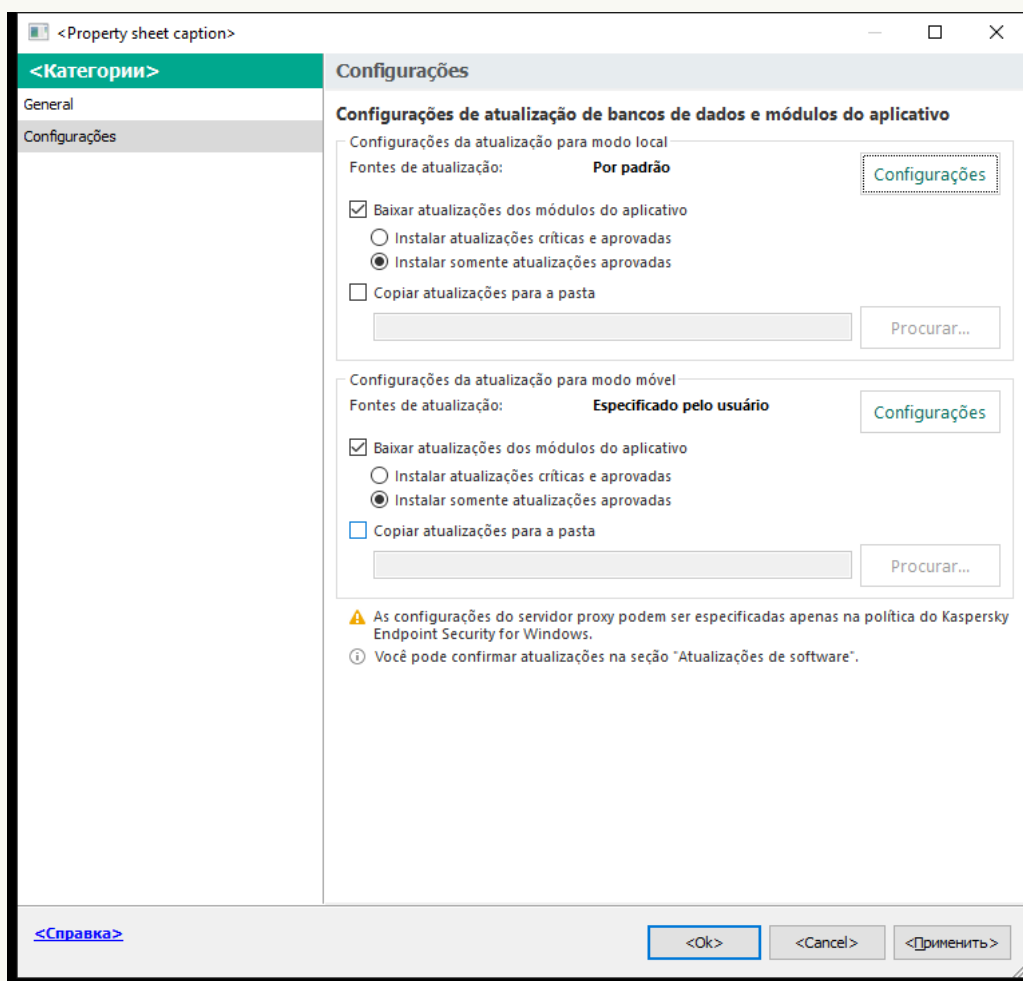 <Property sheet caption>
<Категории>
General
Configurações
Configurações
Configurações de atualização de bancos de dados e módulos do aplicativo
Configurações da atualização para modo local
Fontes de atualização: Por padrão Configurações
Baixar atualizações dos módulos do aplicativo
Instalar atualizações críticas e aprovadas
Instalar somente atualizações aprovadas
Copiar atualizações para a pasta
Procurar...
Configurações da atualização para modo móvel
Fontes de atualização: Especificado pelo usuário Configurações
Baixar atualizações dos módulos do aplicativo
Instalar atualizações críticas e aprovadas
Instalar somente atualizações aprovadas
Copiar atualizações para a pasta
Procurar...
As configurações do servidor proxy podem ser especificadas apenas na política do Kaspersky
Endpoint Security for Windows.
Você pode confirmar atualizações na seção "Atualizações de software".
<Справка>
<Ok> <Cancel> <Применить>